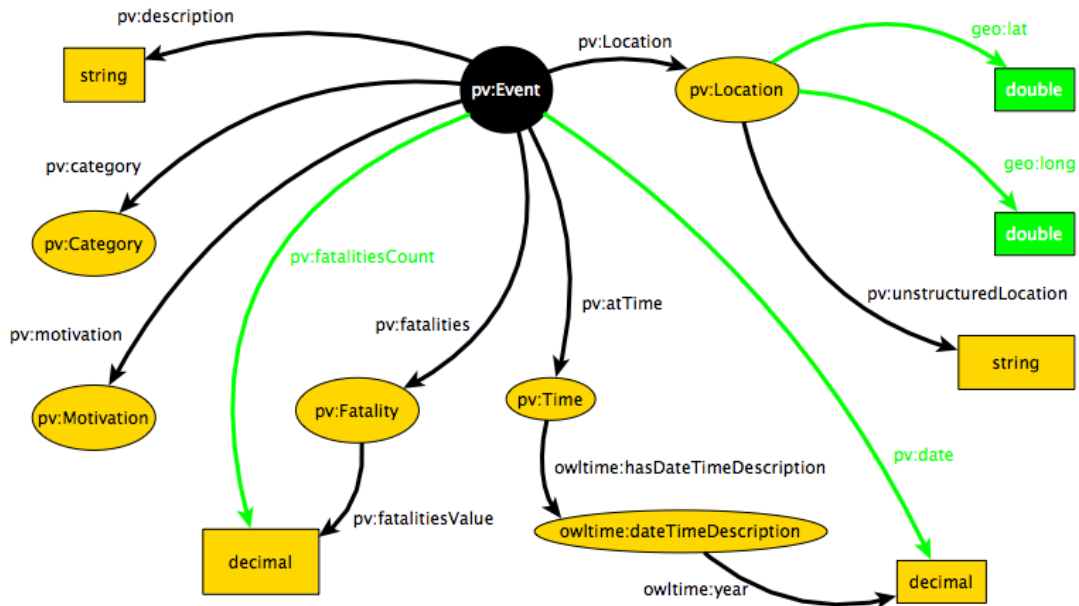 pv:description
pv:Location
geo:lat
string
pv:Event
pv:Location
double
pv:category
geo:long
pv:Category
double
pv:fatalitiesCount
pv:unstructuredLocation
pv:atTime
pv:fatalities
pv:motivation
string
pv:Motivation
pv:Fatality
pv:Time
pv:date
owltime:hasDateTimeDescription
pv:fatalitiesValue
owltime:dateTimeDescription
decimal
decimal
owltime:year